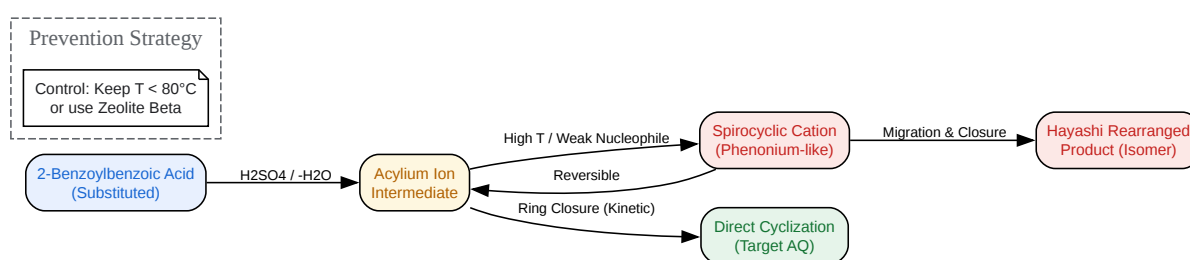 Prevention Strategy
Control: Keep T < 80°C
or use Zeolite Beta
2-Benzoylbenzoic Acid
(Substituted)
H2SO4 / -H2O
Acylium Ion
Intermediate
High T / Weak Nucleophile
Reversible
Ring Closure (Kinetic)
Spirocyclic Cation
(Phenonium-like)
Migration & Closure
Hayashi Rearranged
Product (Isomer)
Direct Cyclization
(Target AQ)